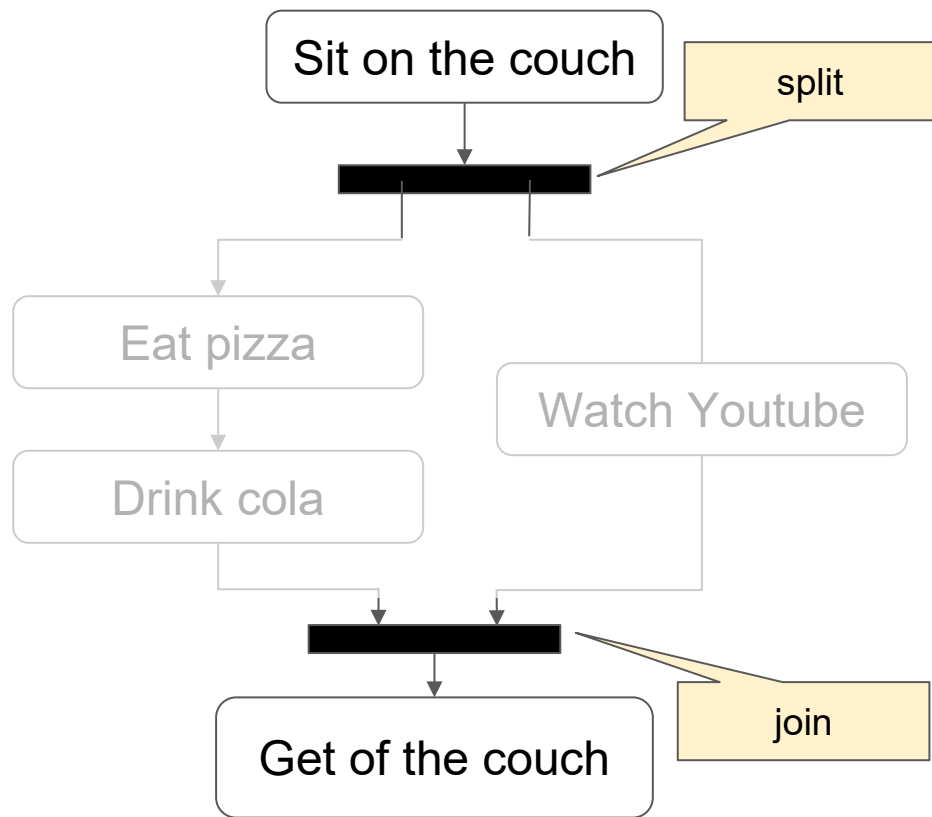 Sit on the couch
split
Eat pizza
Watch Youtube
Drink cola
join
Get of the couch